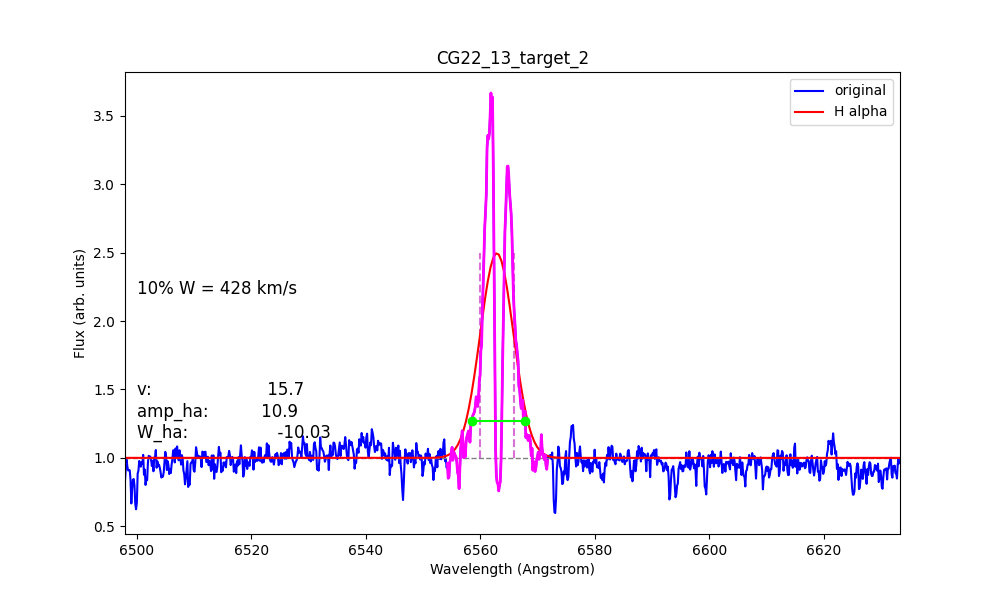 CG22_13_target_2
original
H alpha
10% W = 428 km/s
v: 15.7
amp_ha: 10.9
W_ha: -10.03
Flux (arb. units)
3.5
3.0
2.5
2.0
1.5
1.0
0.5
6500 6520 6540 6560 6580 6600 6620
Wavelength (Angstrom)